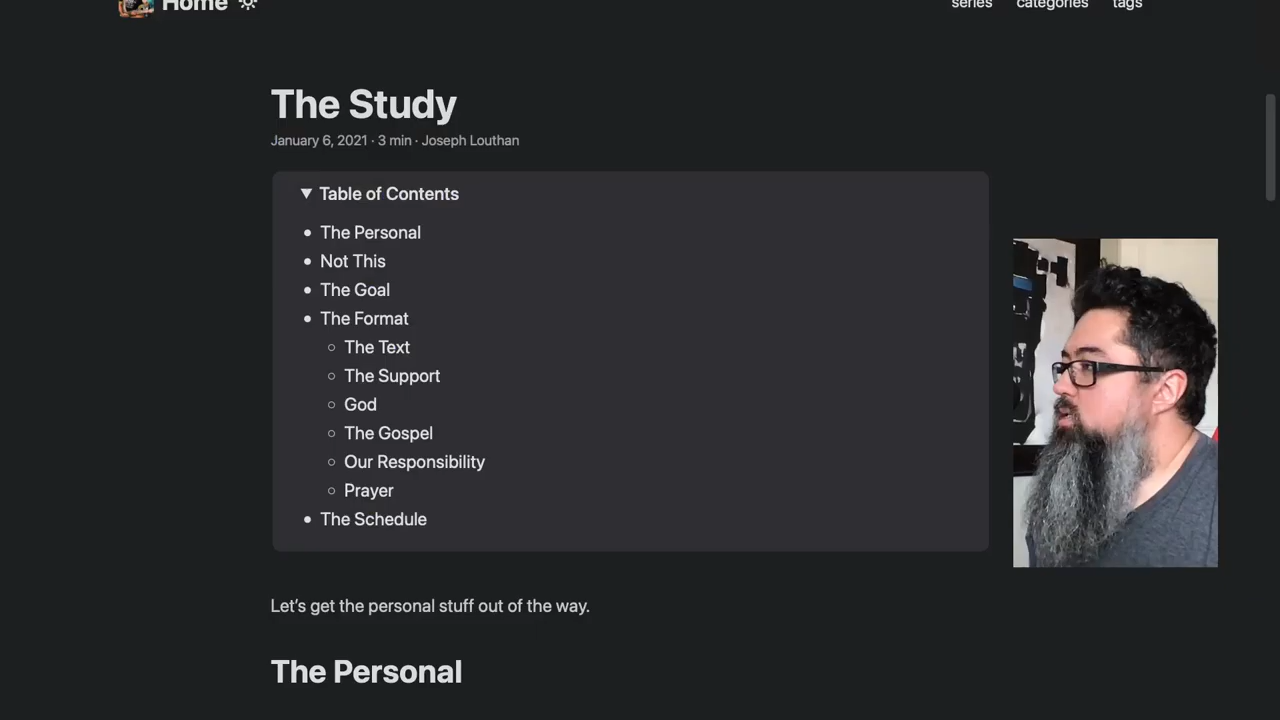 Home
series categories tags
The Study
January 6, 2021 · 3 min · Joseph Louthan
Table of Contents
The Personal
Not This
The Goal
The Format
The Text
The Support
God
The Gospel
Our Responsibility
Prayer
The Schedule
Let’s get the personal stuff out of the way.
The Personal